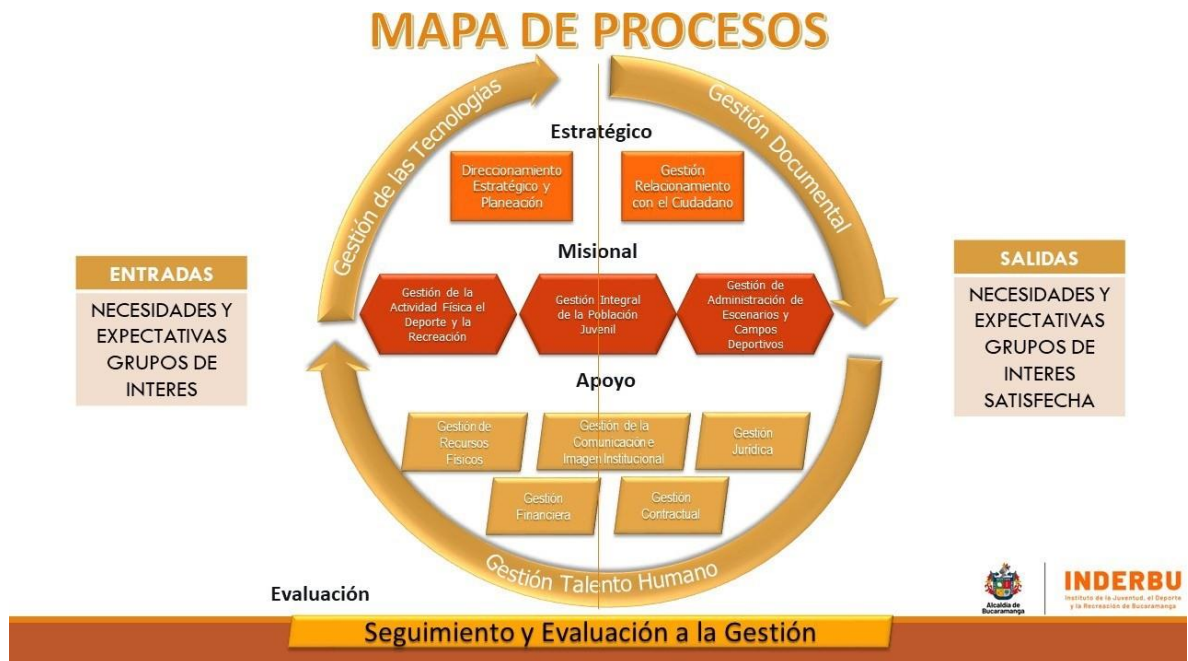 MAPA DE PROCESOS
Gestión de las Tecnologías
Gestión Documental
Estratégico
Direccionamiento
Estratégico y
Planeación
Gestión
Relacionamiento
con el Ciudadano
Misional
ENTRADAS
NECESIDADES Y
EXPECTATIVAS
GRUPOS DE
INTERES
Gestión de la
Actividad Física el
Deporte y la
Recreación
Gestión Integral
de la Población
Juvenil
Gestión de
Administración de
Escenarios y
Campos
Deportivos
SALIDAS
NECESIDADES Y
EXPECTATIVAS
GRUPOS DE
INTERES
SATISFECHA
Apoyo
Gestión de
Recursos
Físicos
Gestión de la
Comunicación e
Imagen Institucional
Gestión
Jurídica
Gestión
Financiera
Gestión
Contractual
Gestión Talento Humano
Evaluación
Seguimiento y Evaluación a la Gestión
Alcaldía de
Bucaramanga
INDERBU
Instituto de la Juventud, el Deporte
y la Recreación de Bucaramanga